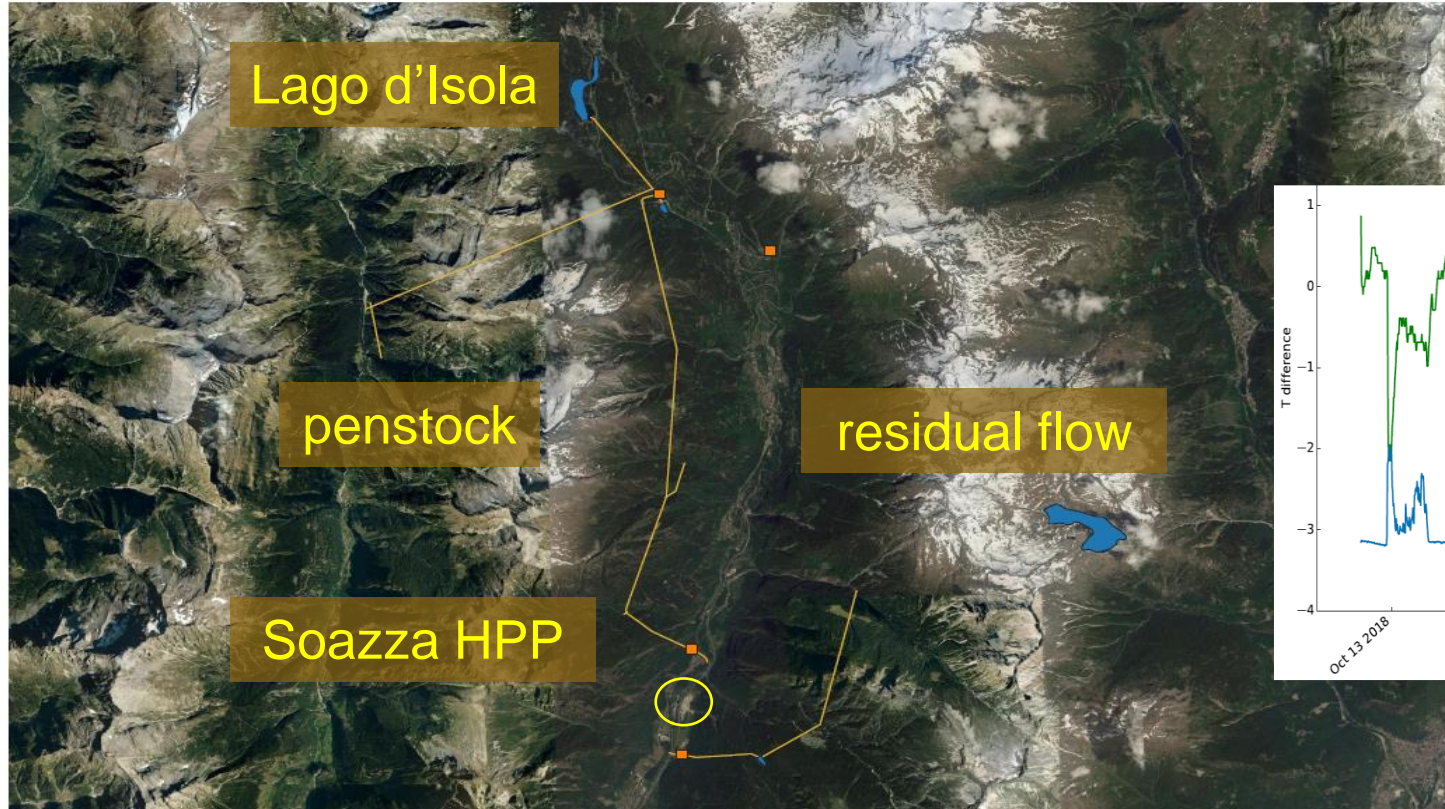 Lago d’Isola
penstock
residual flow
Soazza HPP
T difference
1
0
−1
−2
−3
−4
Oct 13 2018